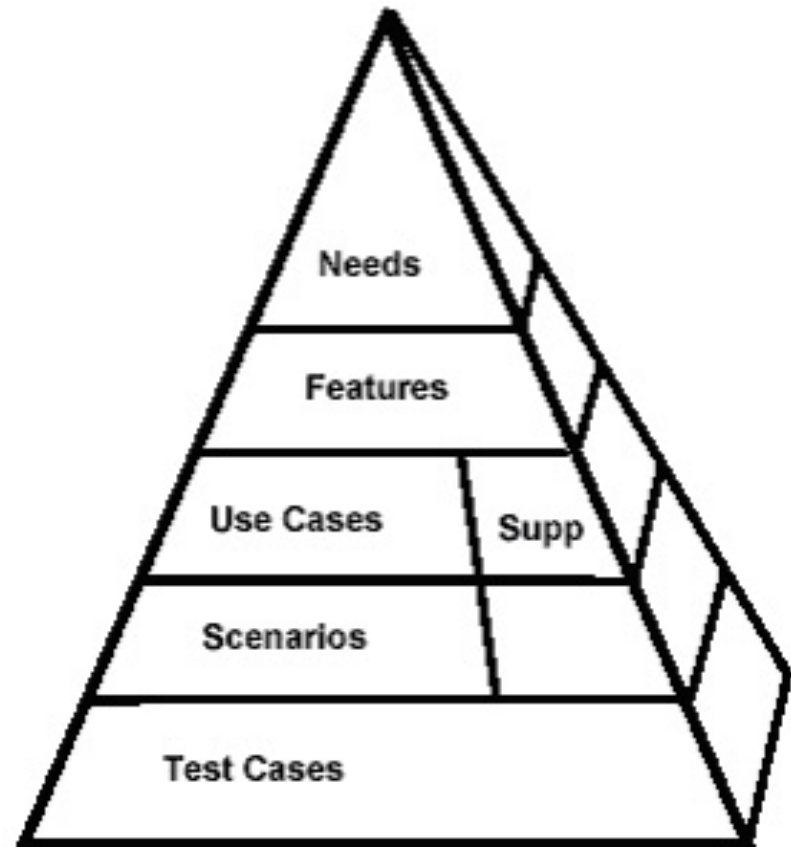 Needs
Features
Use Cases
Supp
Scenarios
Test Cases